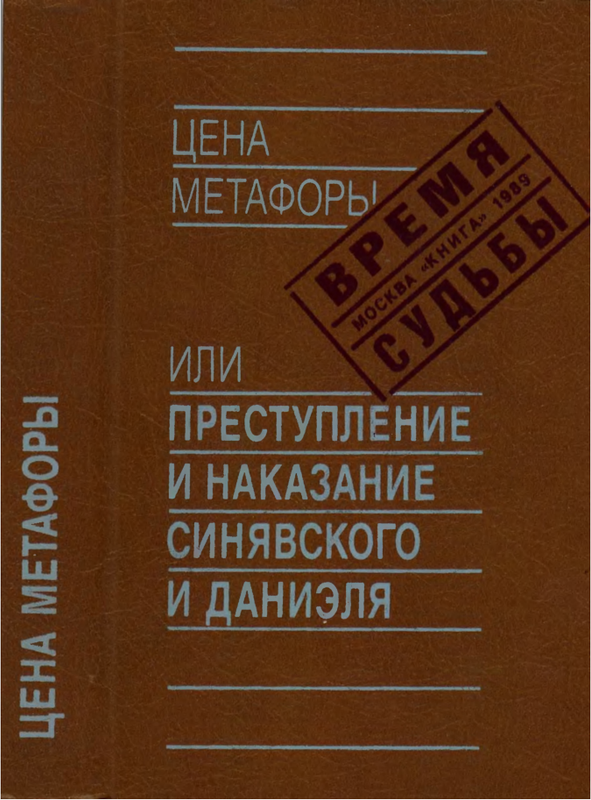 ЦЕНА
МЕТАФОРЫ
ИЛИ
ПРЕСТУПЛЕНИЕ
И НАКАЗАНИЕ
СИНЯВСКОГО
И ДАНИЭЛЯ
ВРЕМЯ
МОСКВА «КНИГА» 1989
СУДЬБЫ
ЦЕНА МЕТАФОРЫ